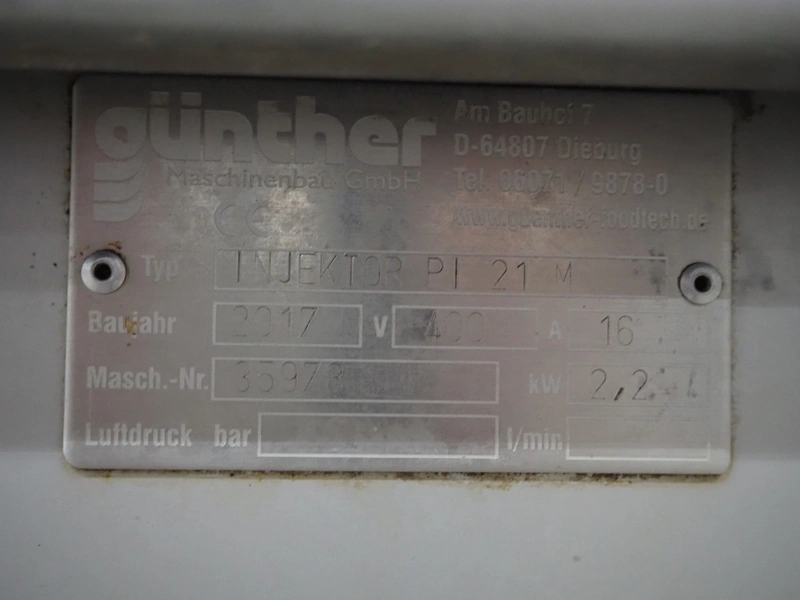 günther
Maschinenbau GmbH
Am Bauhof 7
D-64807 Dieburg
Tel. 06071 / 9878-0
www.guenther-foodtech.de
CE
Typ INJEKTOR PI 21 M
Baujahr 2017 V 400 A 16
Masch.-Nr. 35978 kW 2,2
Luftdruck bar l/min